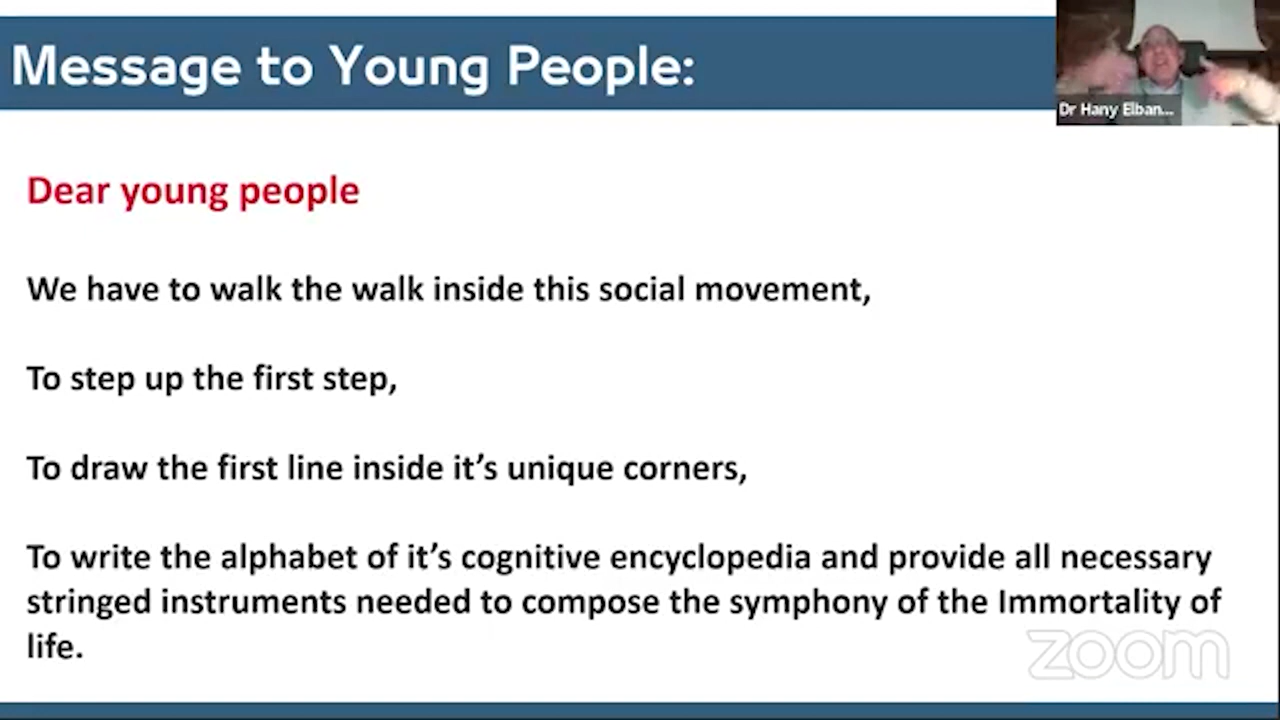 Message to Young People:
Dr Hany Elban...
Dear young people
We have to walk the walk inside this social movement,
To step up the first step,
To draw the first line inside it’s unique corners,
To write the alphabet of it’s cognitive encyclopedia and provide all necessary
stringed instruments needed to compose the symphony of the Immortality of
life.
zoom